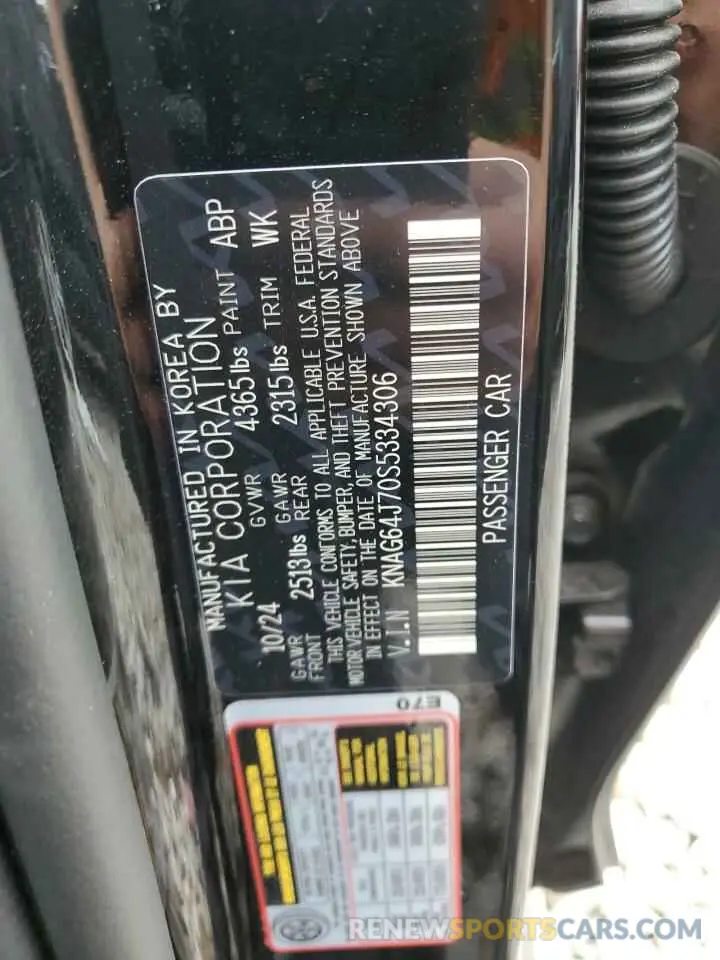 MANUFACTURED IN KOREA BY
KIA CORPORATION
10/24 GVWR 4365lbs PAINT ABP
GAWR FRONT 2513lbs GAWR REAR 2315lbs TRIM WK
THIS VEHICLE CONFORMS TO ALL APPLICABLE U.S.A. FEDERAL
MOTOR VEHICLE SAFETY, BUMPER, AND THEFT PREVENTION STANDARDS
IN EFFECT ON THE DATE OF MANUFACTURE SHOWN ABOVE
V.I.N KNAG64J70S5334306
PASSENGER CAR
E70
RENEWSPORTSCARS.COM